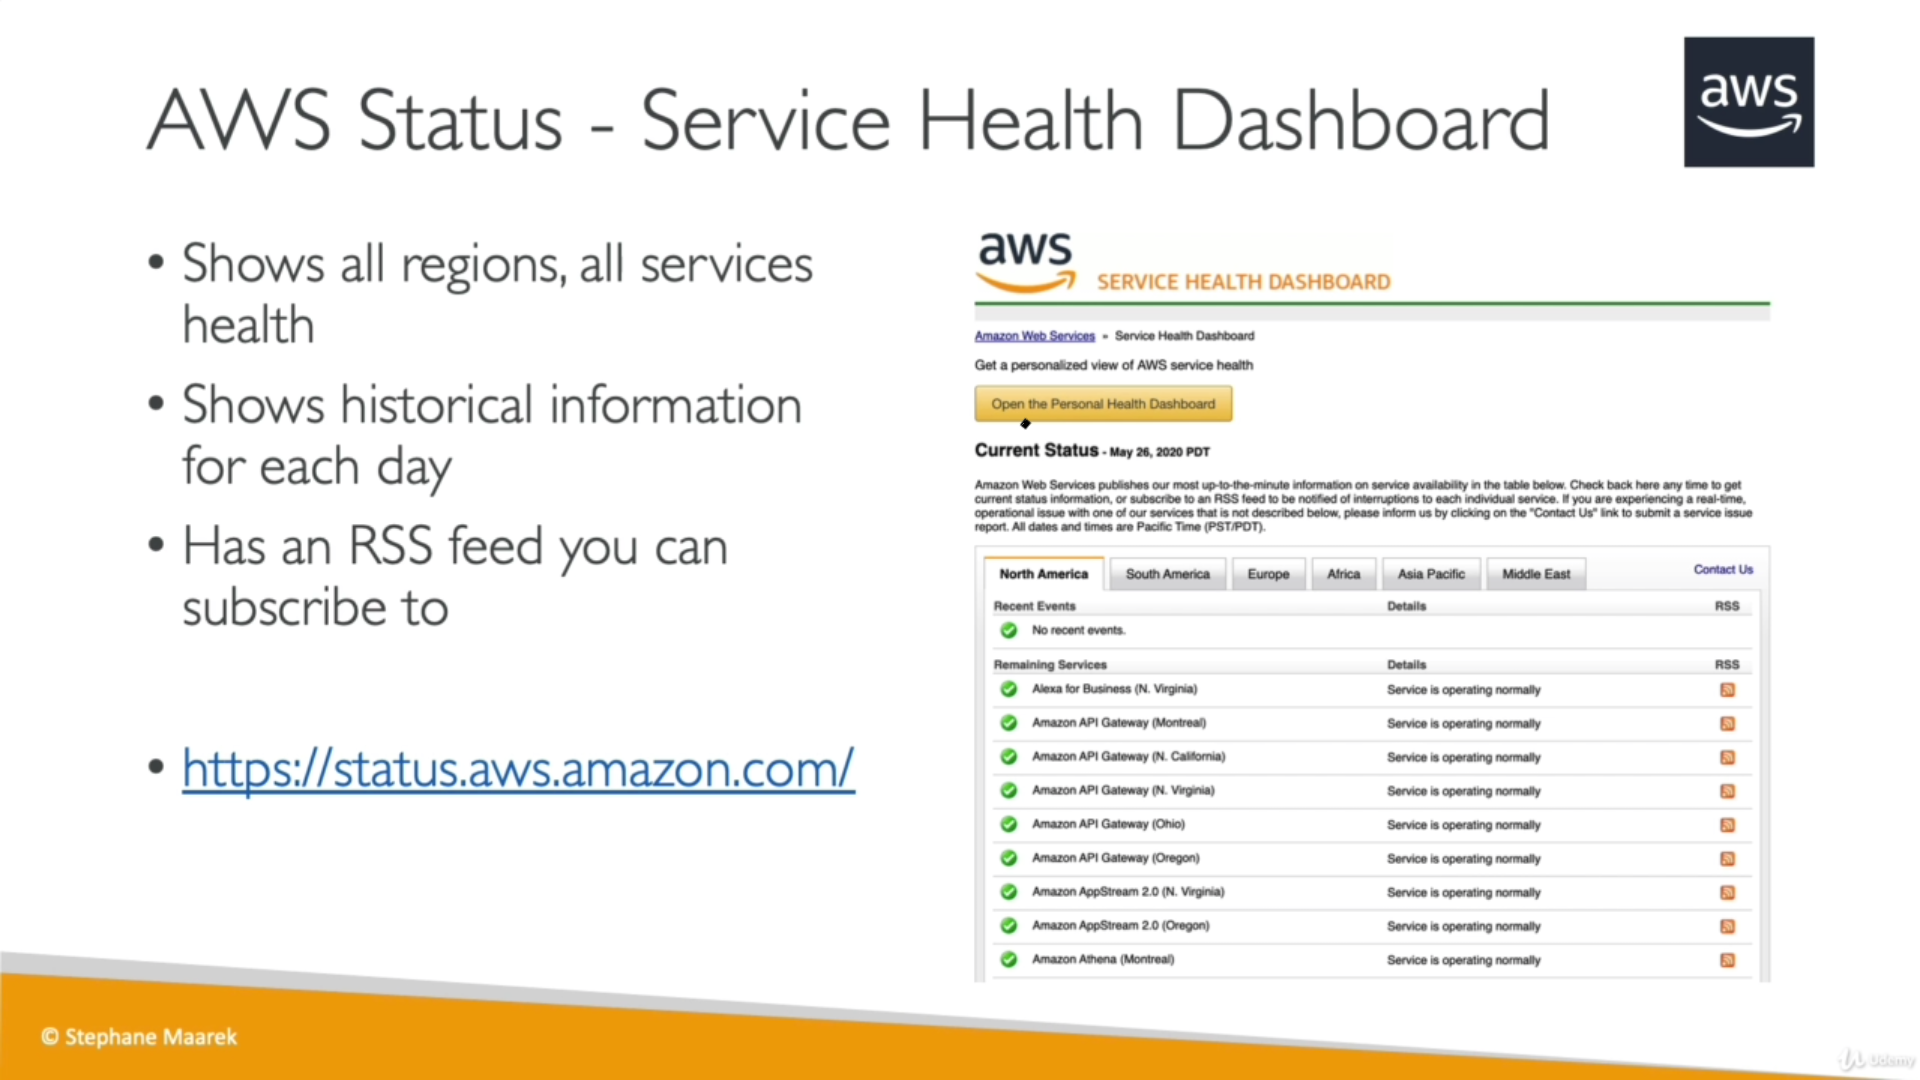 AWS Status - Service Health Dashboard
aws
• Shows all regions, all services
health
• Shows historical information
for each day
• Has an RSS feed you can
subscribe to
• https://status.aws.amazon.com/
aws
SERVICE HEALTH DASHBOARD
Amazon Web Services » Service Health Dashboard
Get a personalized view of AWS service health
Open the Personal Health Dashboard
Current Status - May 26, 2020 PDT
Amazon Web Services publishes our most up-to-the-minute information on service availability in the table below. Check back here any time to get
current status information, or subscribe to an RSS feed to be notified of interruptions to each individual service. If you are experiencing a real-time,
operational issue with one of our services that is not described below, please inform us by clicking on the "Contact Us" link to submit a service issue
report. All dates and times are Pacific Time (PST/PDT).
North America South America Europe Africa Asia Pacific Middle East Contact Us
Recent Events Details RSS
No recent events.
Remaining Services Details RSS
Alexa for Business (N. Virginia) Service is operating normally
Amazon API Gateway (Montreal) Service is operating normally
Amazon API Gateway (N. California) Service is operating normally
Amazon API Gateway (N. Virginia) Service is operating normally
Amazon API Gateway (Ohio) Service is operating normally
Amazon API Gateway (Oregon) Service is operating normally
Amazon AppStream 2.0 (N. Virginia) Service is operating normally
Amazon AppStream 2.0 (Oregon) Service is operating normally
Amazon Athena (Montreal) Service is operating normally
© Stephane Maarek
Udemy